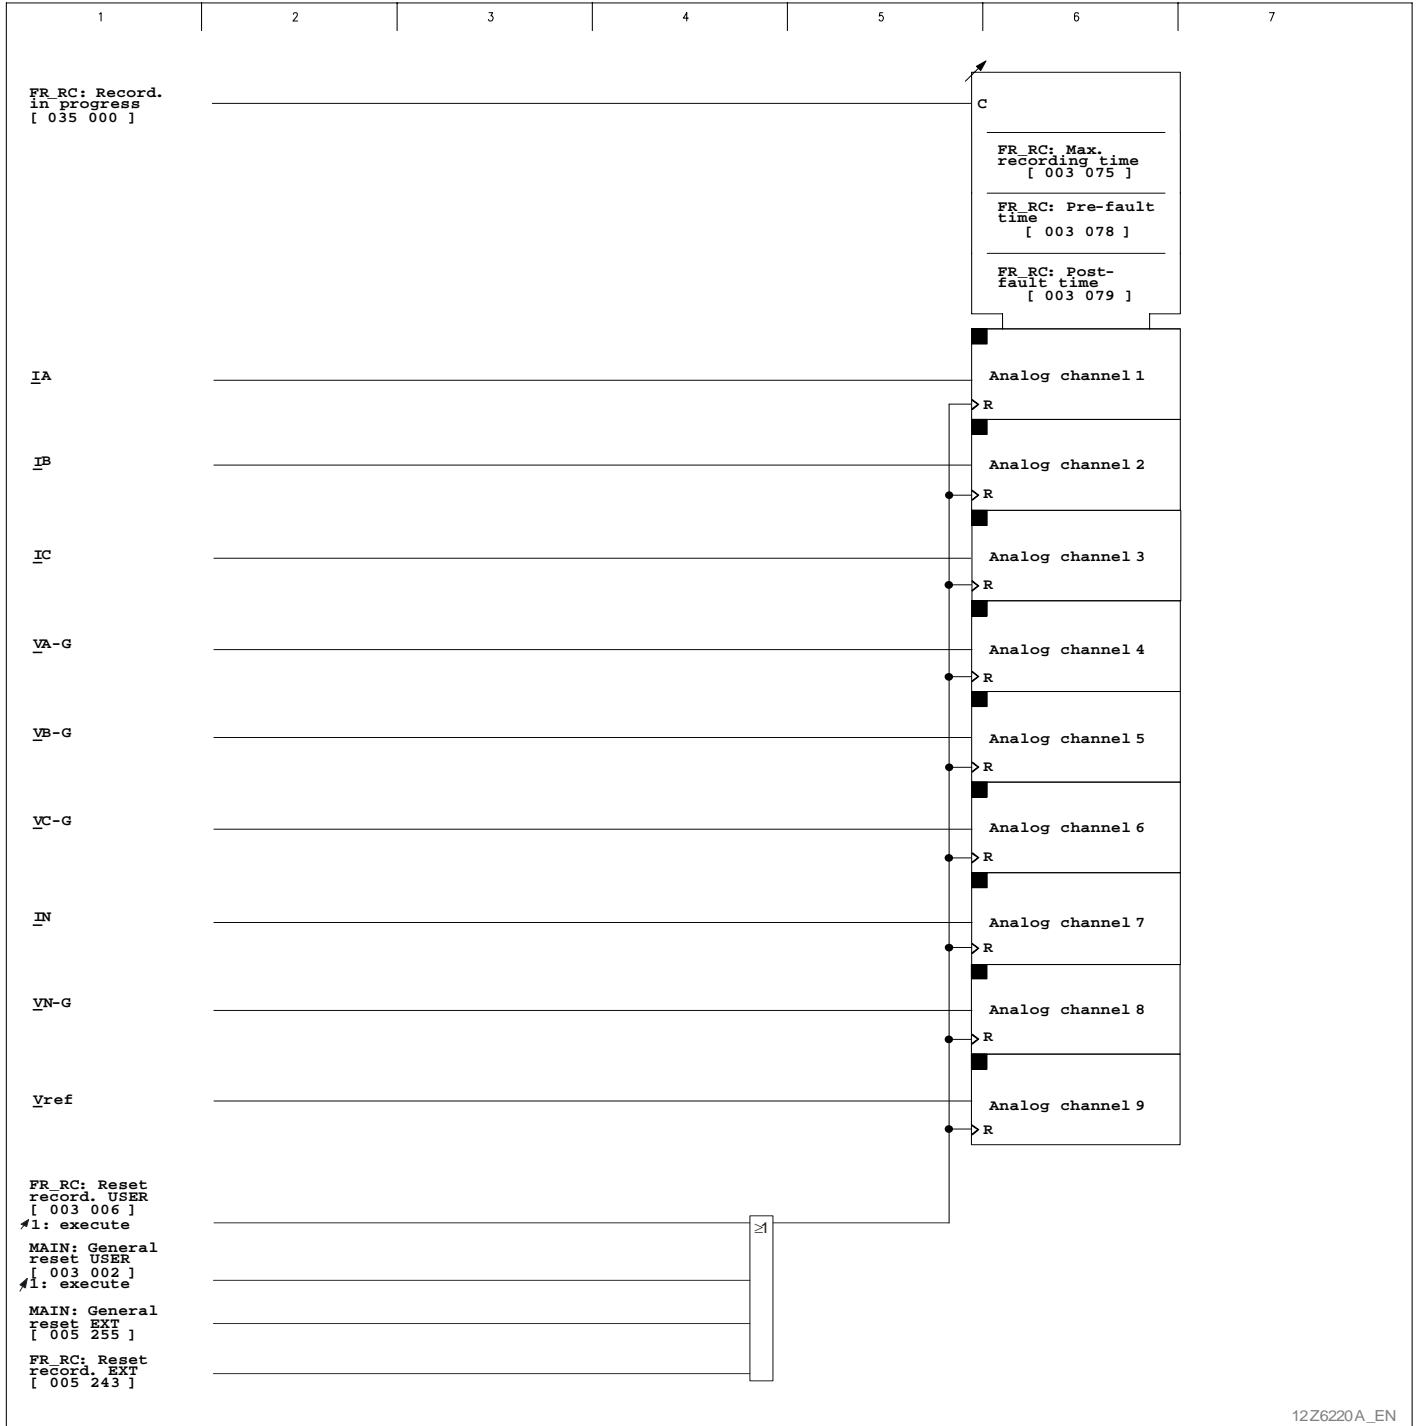 1 2 3 4 5 6 7
FR_RC: Record.
in progress
[ 035 000 ]
C
FR_RC: Max.
recording time
[ 003 075 ]
FR_RC: Pre-fault
time
[ 003 078 ]
FR_RC: Post-
fault time
[ 003 079 ]
IA
Analog channel 1
R
IB
Analog channel 2
R
IC
Analog channel 3
R
VA-G
Analog channel 4
R
VB-G
Analog channel 5
R
VC-G
Analog channel 6
R
IN
Analog channel 7
R
VN-G
Analog channel 8
R
Vref
Analog channel 9
R
FR_RC: Reset
record. USER
[ 003 006 ]
1: execute
≥1
MAIN: General
reset USER
[ 003 002 ]
1: execute
MAIN: General
reset EXT
[ 005 255 ]
FR_RC: Reset
record. EXT
[ 005 243 ]
12Z6220A_EN